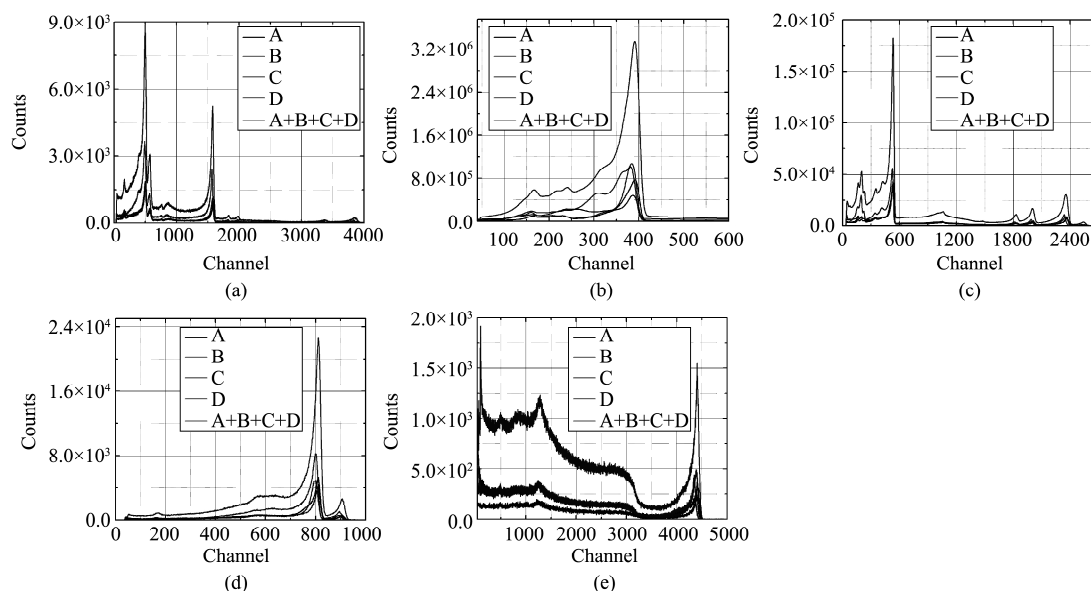 (a)
9.0×10³
6.0×10³
3.0×10³
0.0
Counts
0 1000 2000 3000 4000
Channel
A
B
C
D
A+B+C+D
(b)
3.2×10⁶
2.4×10⁶
1.6×10⁶
8.0×10⁵
0.0
Counts
100 200 300 400 500 600
Channel
A
B
C
D
A+B+C+D
(c)
2.0×10⁵
1.5×10⁵
1.0×10⁵
5.0×10⁴
0.0
Counts
0 600 1200 1800 2400
Channel
A
B
C
D
A+B+C+D
2.4×10⁴
1.6×10⁴
8.0×10³
0.0
Counts
0 200 400 600 800 1000
Channel
(d)
A
B
C
D
A+B+C+D
2.0×10³
1.5×10³
1.0×10³
5.0×10²
0.0
Counts
1000 2000 3000 4000 5000
Channel
(e)
A
B
C
D
A+B+C+D